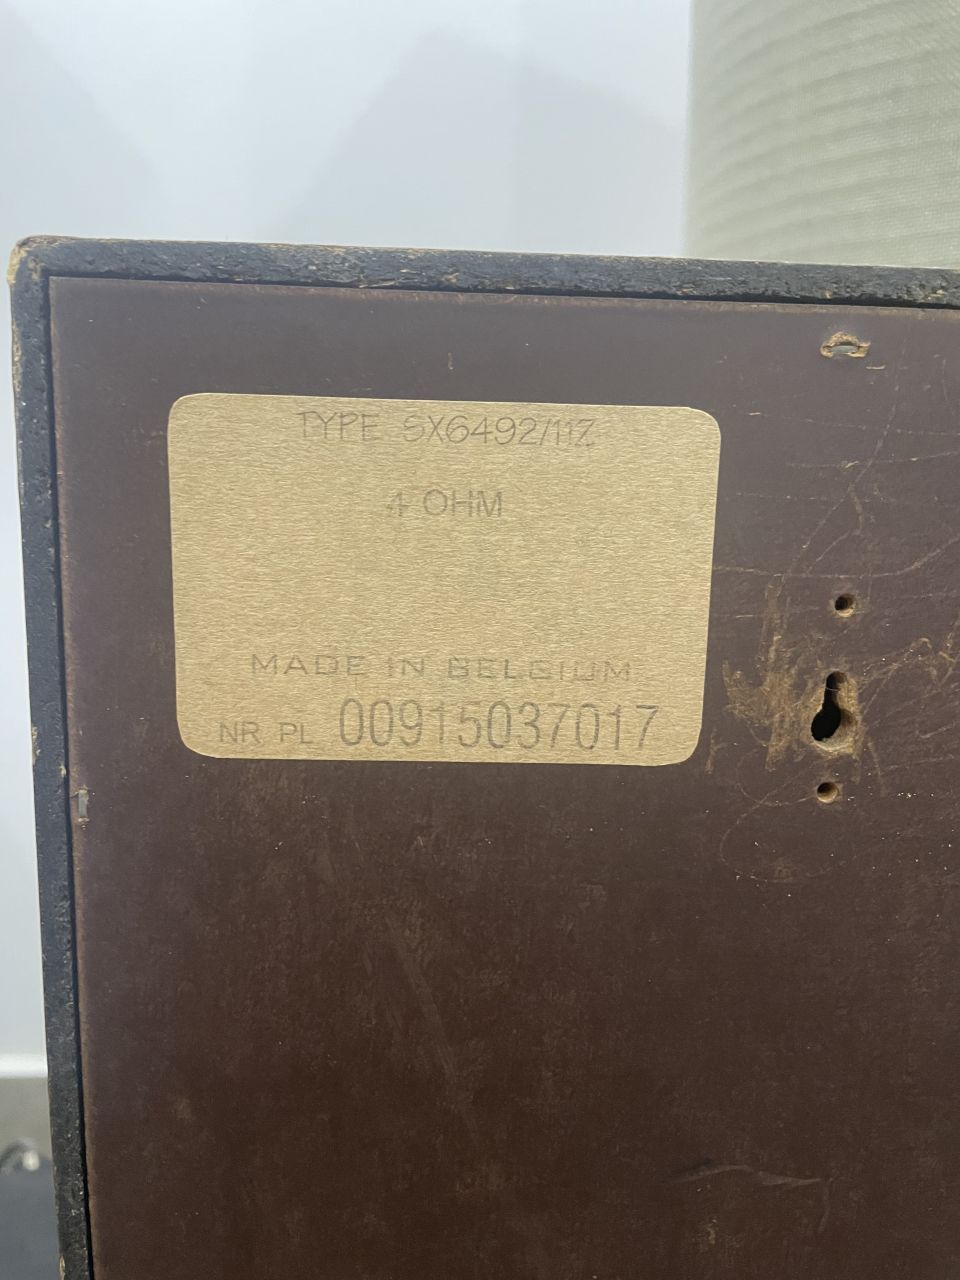 TYPE SX6492/11Z
4 OHM
MADE IN BELGIUM
NR PL 00915037017